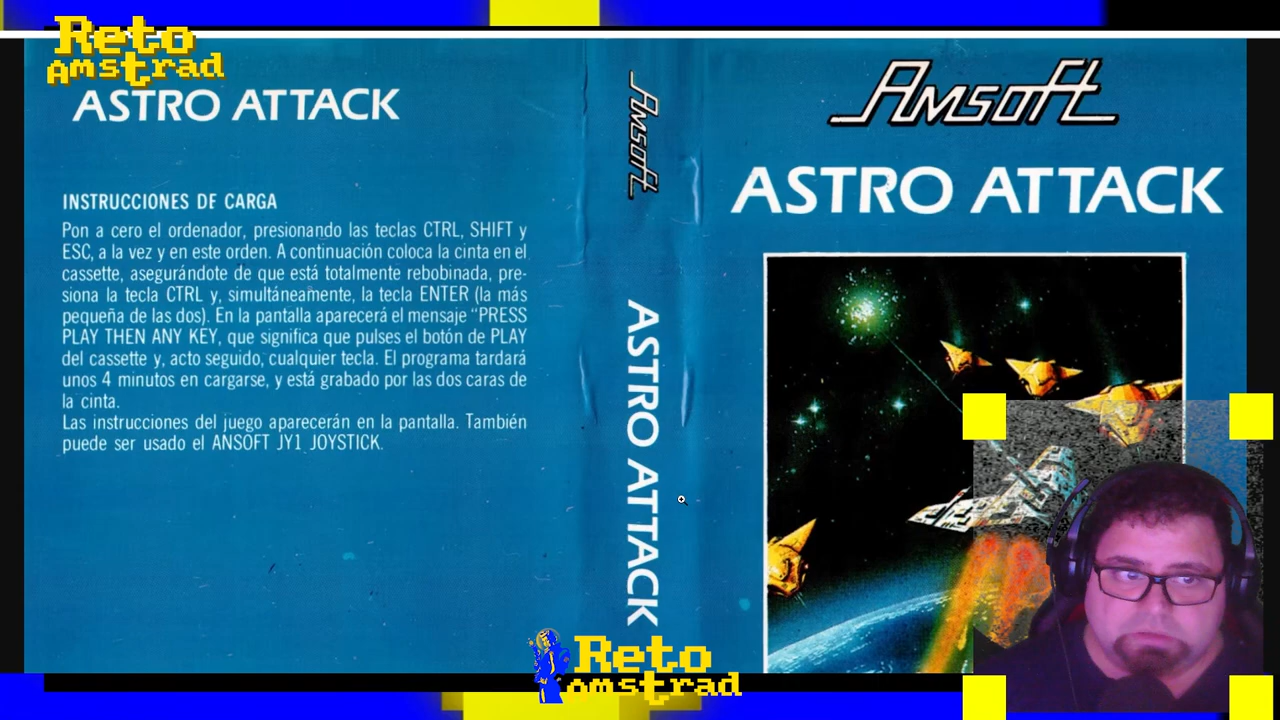 Reto
Amstrad
ASTRO ATTACK
INSTRUCCIONES DE CARGA
Pon a cero el ordenador, presionando las teclas CTRL, SHIFT y
ESC, a la vez y en este orden. A continuación coloca la cinta en el
cassette, asegurándote de que está totalmente rebobinada, pre-
siona la tecla CTRL y, simultáneamente, la tecla ENTER (la más
pequeña de las dos). En la pantalla aparecerá el mensaje “PRESS
PLAY THEN ANY KEY, que significa que pulses el botón de PLAY
del cassette y, acto seguido, cualquier tecla. El programa tardará
unos 4 minutos en cargarse, y está grabado por las dos caras de
la cinta.
Las instrucciones del juego aparecerán en la pantalla. También
puede ser usado el ANSOFT JY1 JOYSTICK.
Amsoft
ASTRO ATTACK
Amsoft
ASTRO ATTACK
Reto
Amstrad